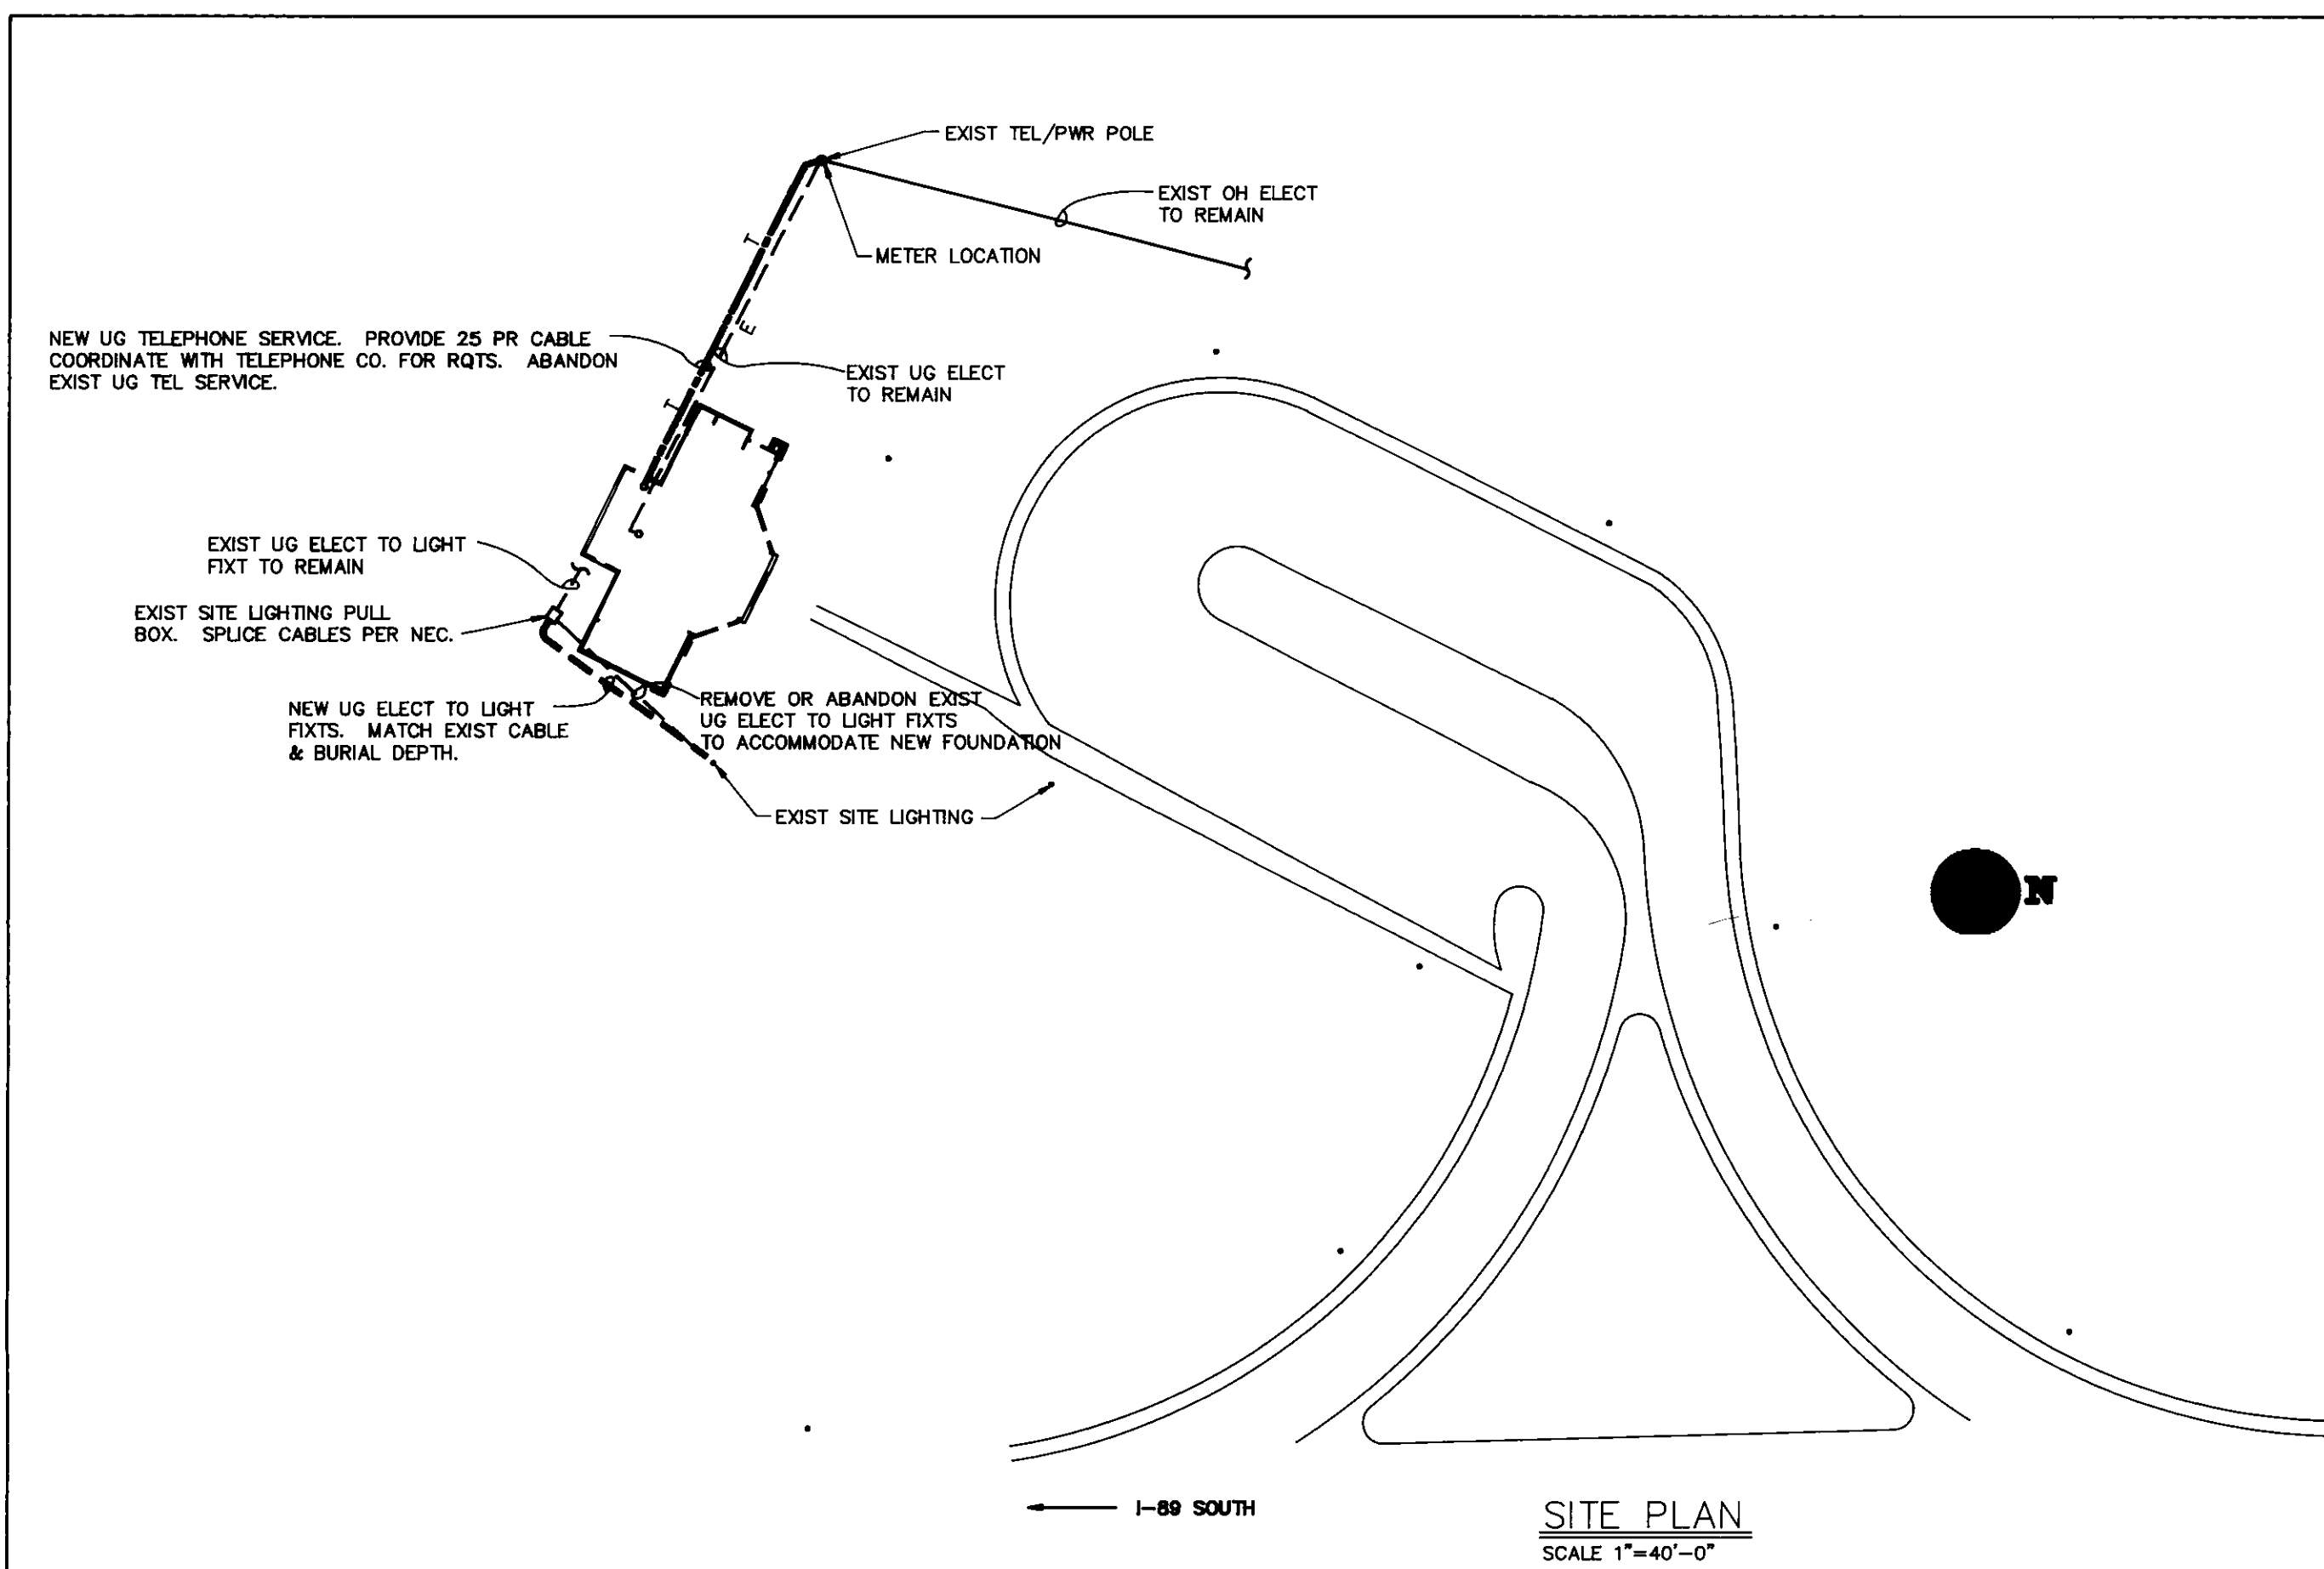 EXIST TEL/PWR POLE
EXIST OH ELECT
TO REMAIN
METER LOCATION
T
E
NEW UG TELEPHONE SERVICE. PROVIDE 25 PR CABLE
COORDINATE WITH TELEPHONE CO. FOR RQTS. ABANDON
EXIST UG TEL SERVICE.
EXIST UG ELECT
TO REMAIN
T
EXIST UG ELECT TO LIGHT
FIXT TO REMAIN
EXIST SITE LIGHTING PULL
BOX. SPLICE CABLES PER NEC.
NEW UG ELECT TO LIGHT
FIXTS. MATCH EXIST CABLE
& BURIAL DEPTH.
REMOVE OR ABANDON EXIST
UG ELECT TO LIGHT FIXTS
TO ACCOMMODATE NEW FOUNDATION
EXIST SITE LIGHTING
N
I-89 SOUTH
SITE PLAN
SCALE 1"=40'-0"